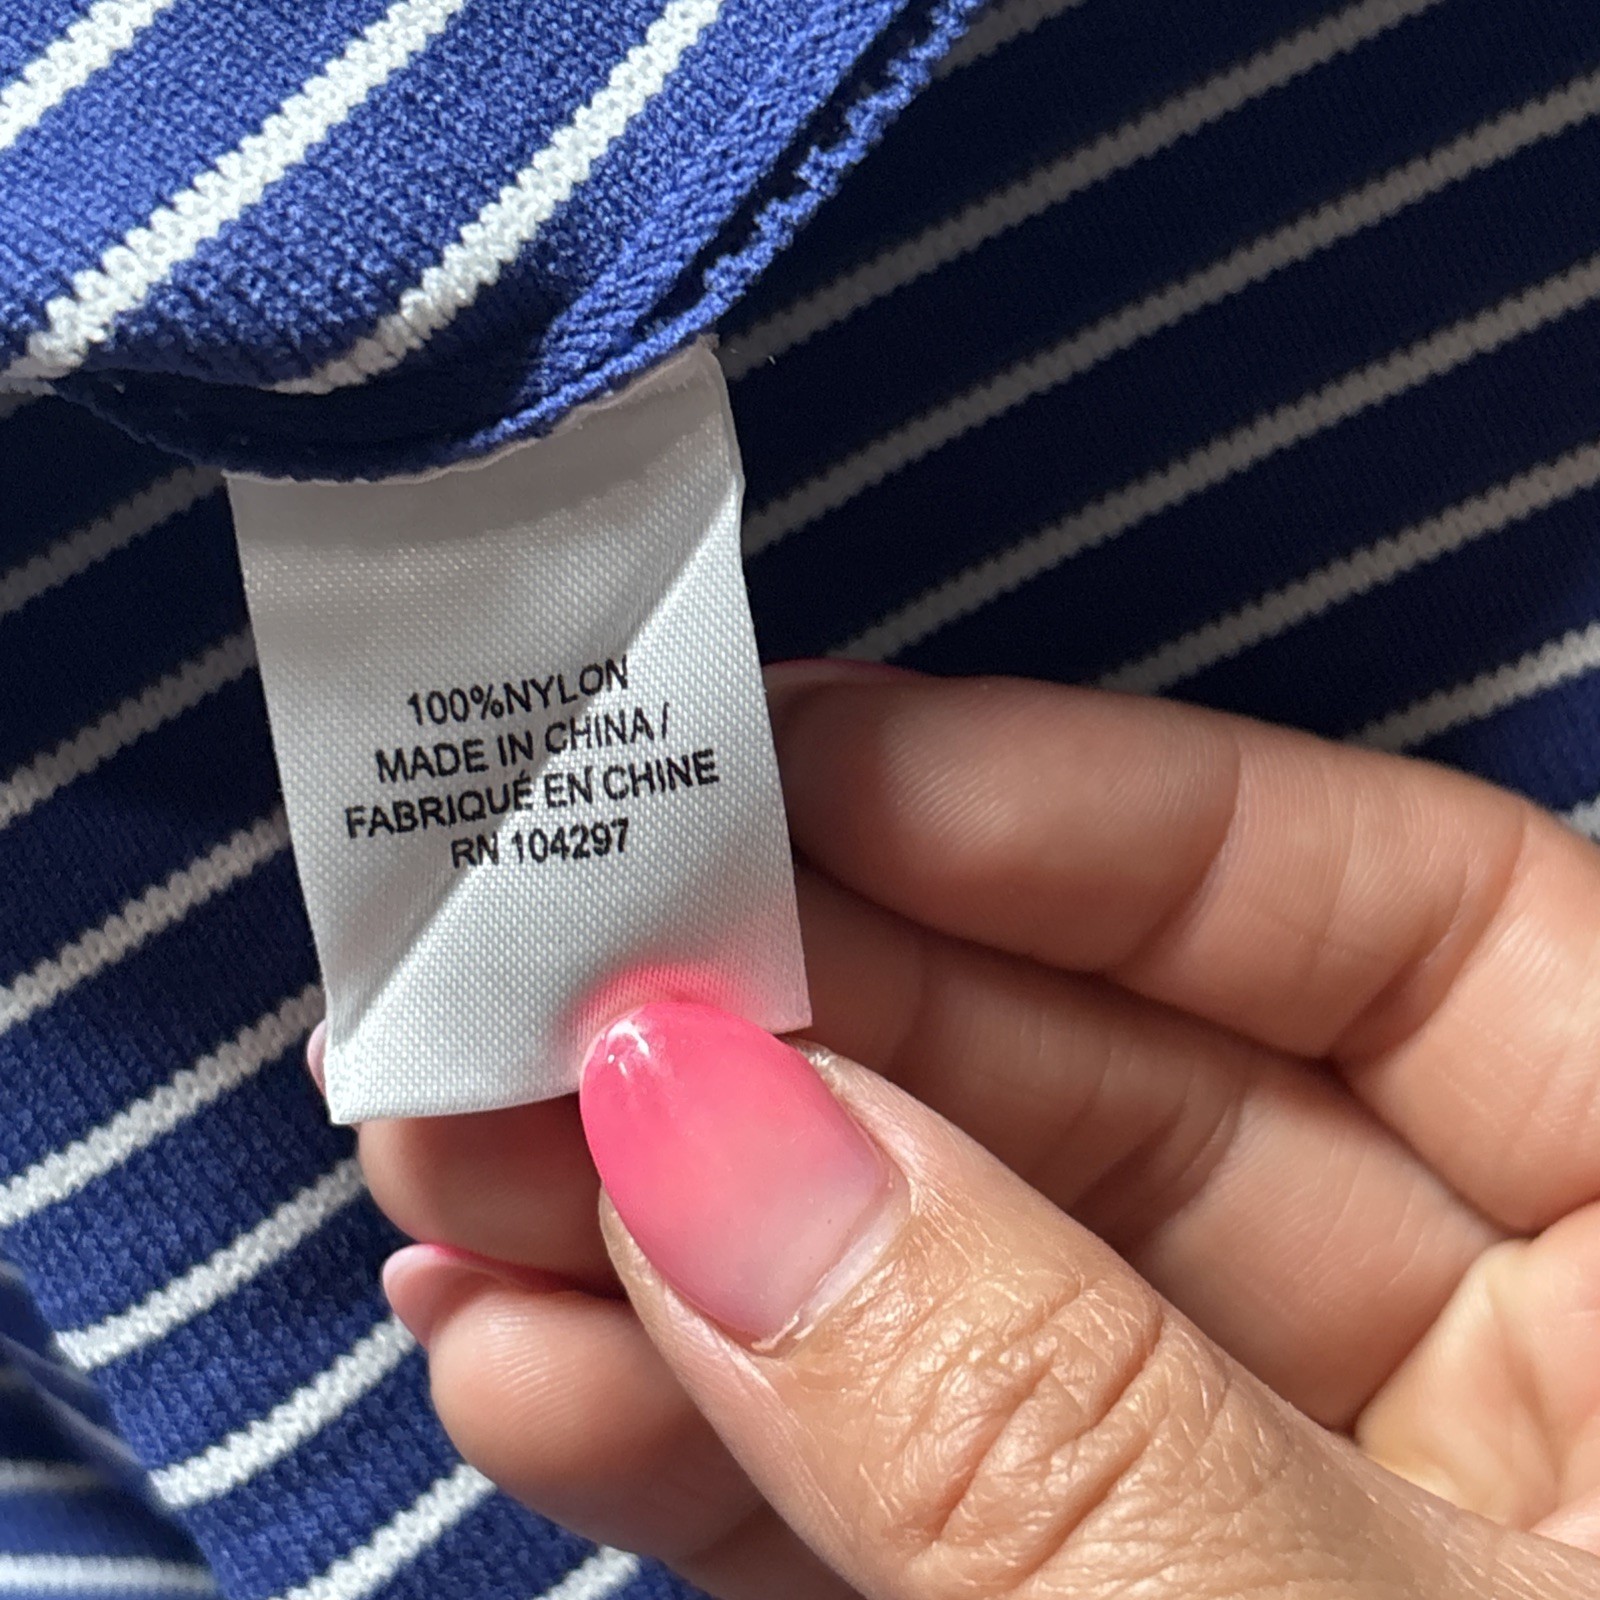 100%NYLON
MADE IN CHINA/
FABRIQUÉ EN CHINE
RN 104297